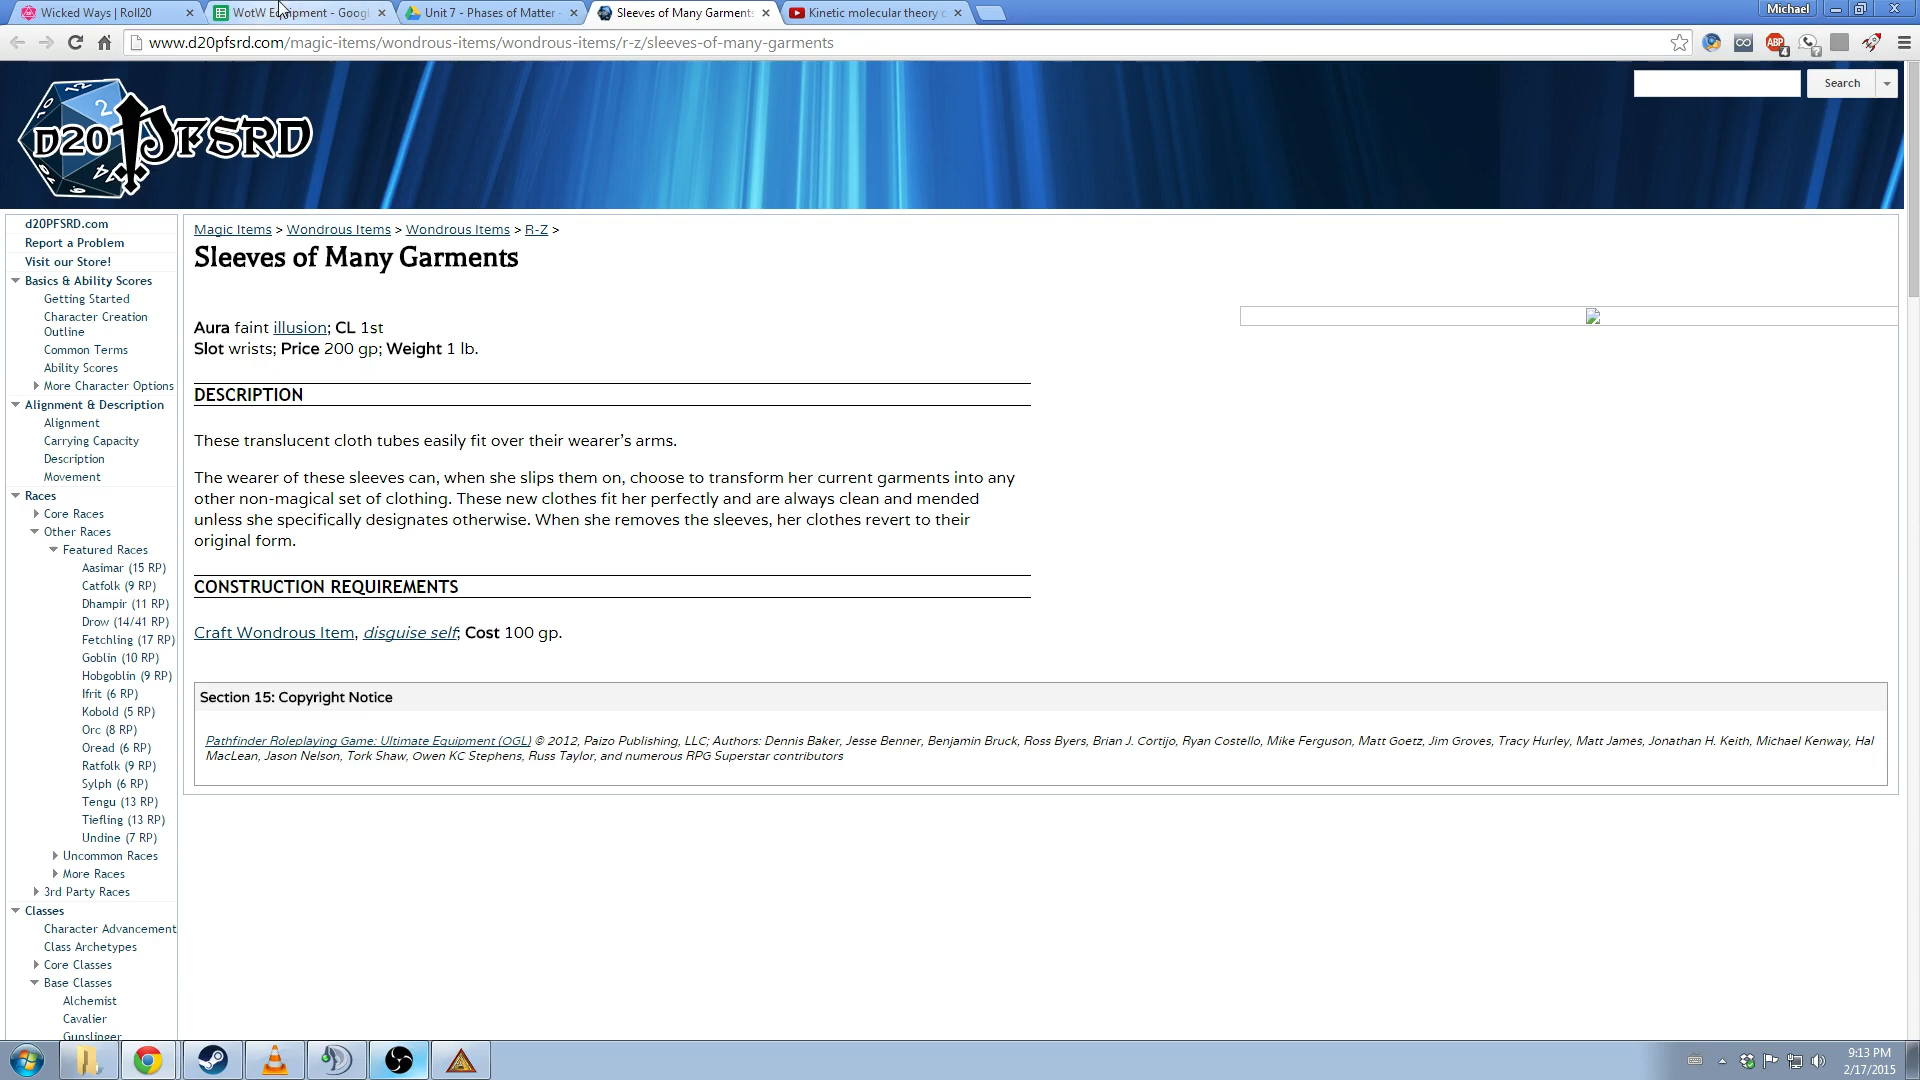 Wicked Ways | Roll20
WotW Equipment - Googl
Unit 7 - Phases of Matter -
Sleeves of Many Garments
Kinetic molecular theory o
Michael
www.d20pfsrd.com/magic-items/wondrous-items/wondrous-items/r-z/sleeves-of-many-garments
ABP
4
D20 PFSRD
Search
d20PFSRD.com
Report a Problem
Visit our Store!
Basics & Ability Scores
Getting Started
Character Creation
Outline
Common Terms
Ability Scores
More Character Options
Alignment & Description
Alignment
Carrying Capacity
Description
Movement
Races
Core Races
Other Races
Featured Races
Aasimar (15 RP)
Catfolk (9 RP)
Dhampir (11 RP)
Drow (14/41 RP)
Fetchling (17 RP)
Goblin (10 RP)
Hobgoblin (9 RP)
Ifrit (6 RP)
Kobold (5 RP)
Orc (8 RP)
Oread (6 RP)
Ratfolk (9 RP)
Sylph (6 RP)
Tengu (13 RP)
Tiefling (13 RP)
Undine (7 RP)
Uncommon Races
More Races
3rd Party Races
Classes
Character Advancement
Class Archetypes
Core Classes
Base Classes
Alchemist
Cavalier
Gunslinger
Magic Items > Wondrous Items > Wondrous Items > R-Z >
Sleeves of Many Garments
Aura faint illusion; CL 1st
Slot wrists; Price 200 gp; Weight 1 lb.
DESCRIPTION
These translucent cloth tubes easily fit over their wearer's arms.
The wearer of these sleeves can, when she slips them on, choose to transform her current garments into any
other non-magical set of clothing. These new clothes fit her perfectly and are always clean and mended
unless she specifically designates otherwise. When she removes the sleeves, her clothes revert to their
original form.
CONSTRUCTION REQUIREMENTS
Craft Wondrous Item, disguise self; Cost 100 gp.
Section 15: Copyright Notice
Pathfinder Roleplaying Game: Ultimate Equipment (OGL) © 2012, Paizo Publishing, LLC; Authors: Dennis Baker, Jesse Benner, Benjamin Bruck, Ross Byers, Brian J. Cortijo, Ryan Costello, Mike Ferguson, Matt Goetz, Jim Groves, Tracy Hurley, Matt James, Jonathan H. Keith, Michael Kenway, Hal
MacLean, Jason Nelson, Tork Shaw, Owen KC Stephens, Russ Taylor, and numerous RPG Superstar contributors
9:13 PM
2/17/2015